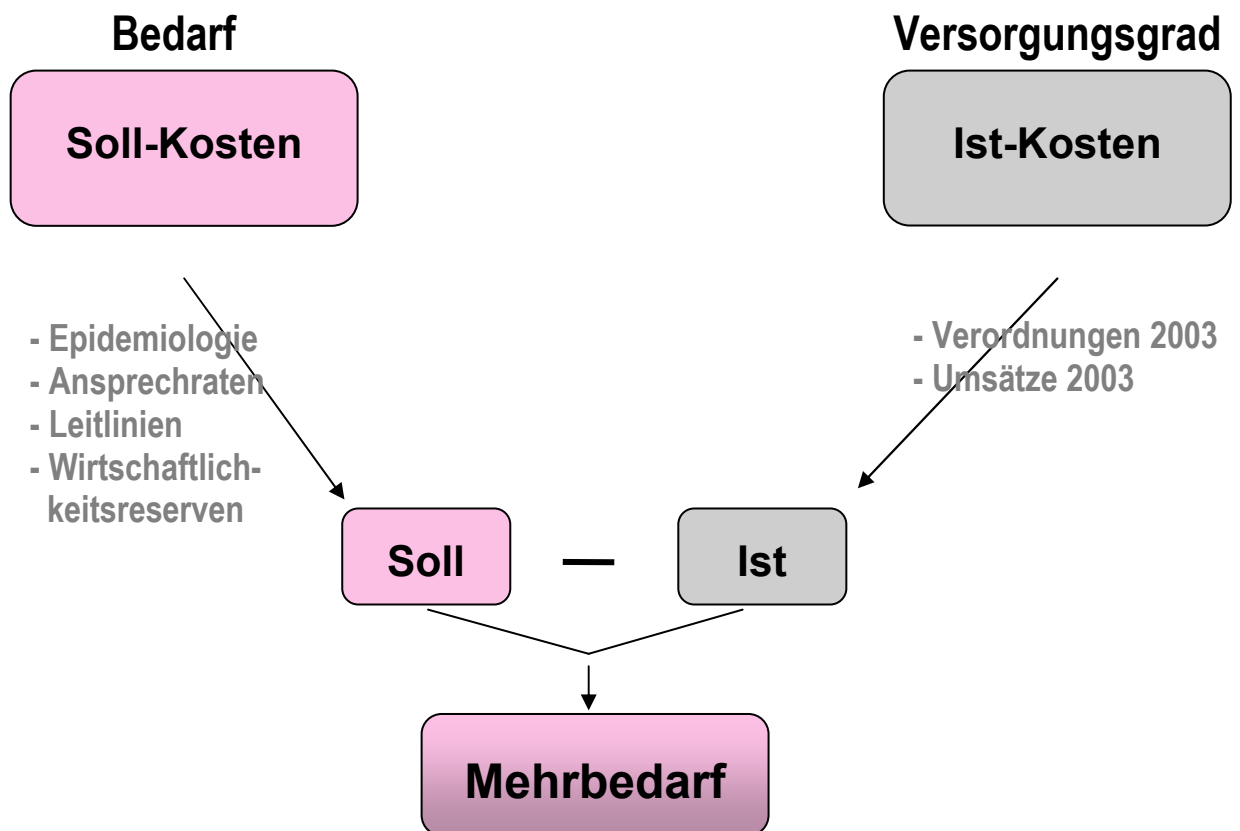 Bedarf
Versorgungsgrad
Soll-Kosten
Ist-Kosten
- Epidemiologie
- Ansprechraten
- Leitlinien
- Wirtschaftlich-
keitsreserven
- Verordnungen 2003
- Umsätze 2003
Soll
—
Ist
Mehrbedarf